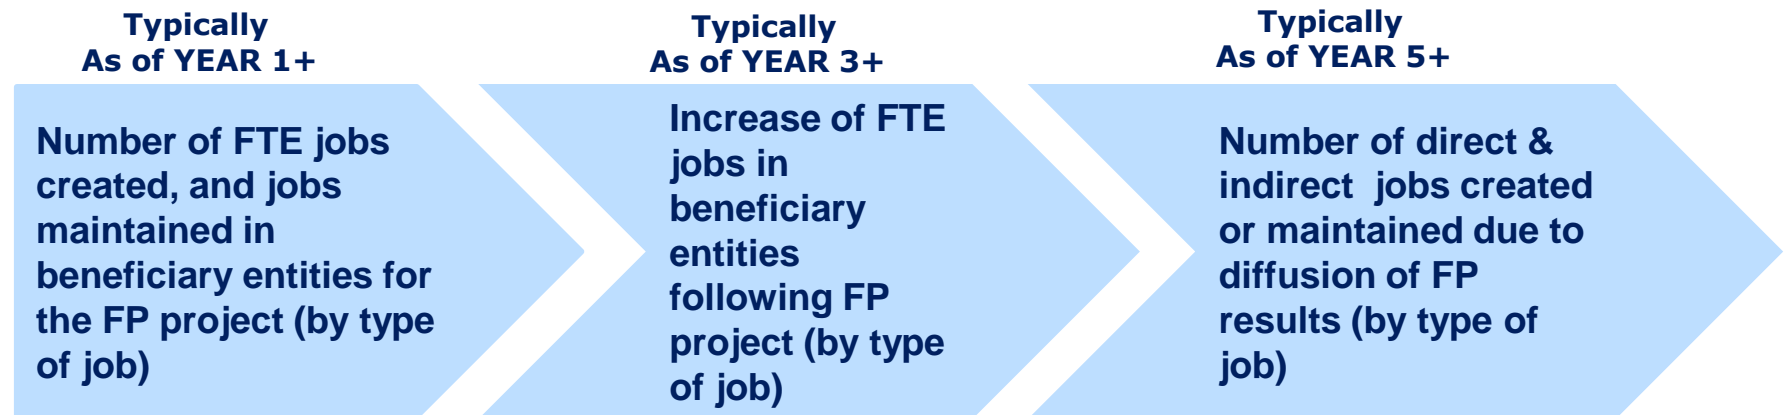 Typically
As of YEAR 1+
Number of FTE jobs
created, and jobs
maintained in
beneficiary entities for
the FP project (by type
of job)
Typically
As of YEAR 3+
Increase of FTE
jobs in
beneficiary
entities
following FP
project (by type
of job)
Typically
As of YEAR 5+
Number of direct &
indirect  jobs created
or maintained due to
diffusion of FP
results (by type of
job)